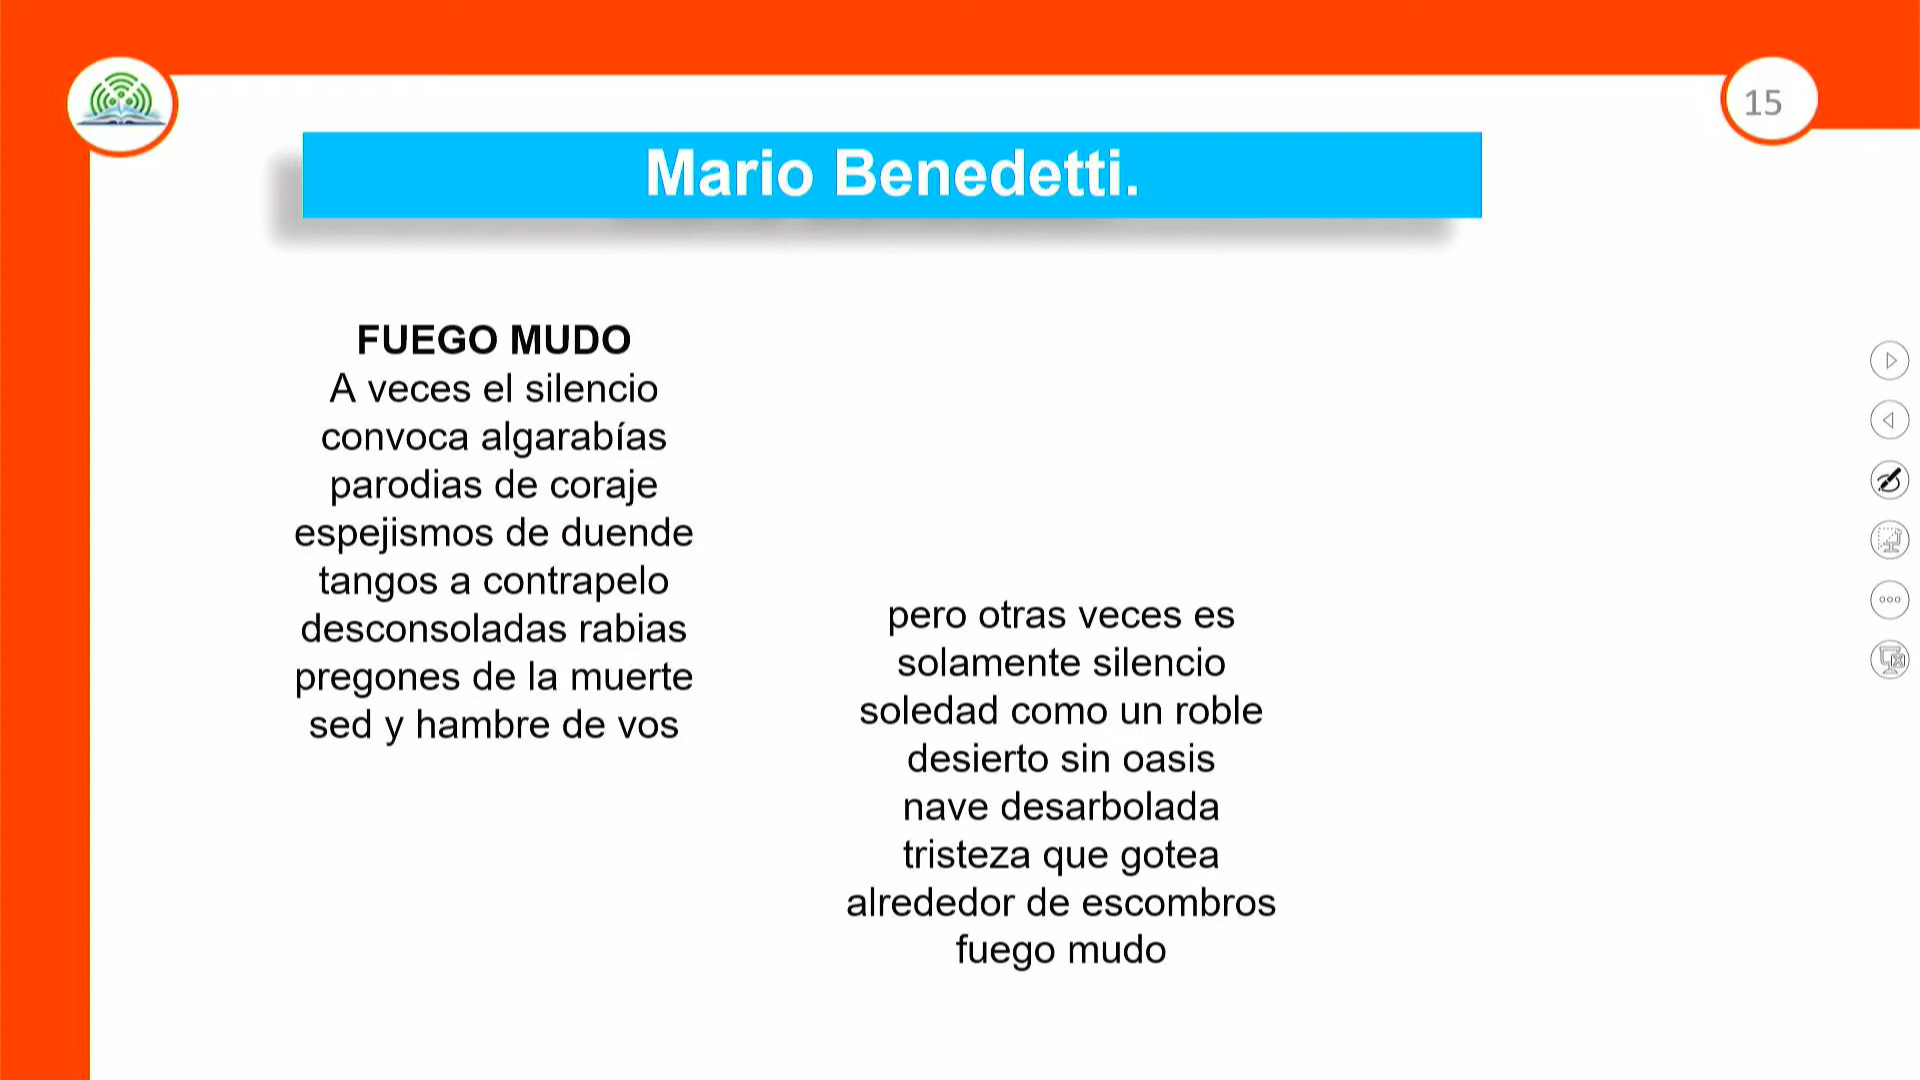 15
Mario Benedetti.
FUEGO MUDO
A veces el silencio
convoca algarabías
parodias de coraje
espejismos de duende
tangos a contrapelo
desconsoladas rabias
pregones de la muerte
sed y hambre de vos
pero otras veces es
solamente silencio
soledad como un roble
desierto sin oasis
nave desarbolada
tristeza que gotea
alrededor de escombros
fuego mudo